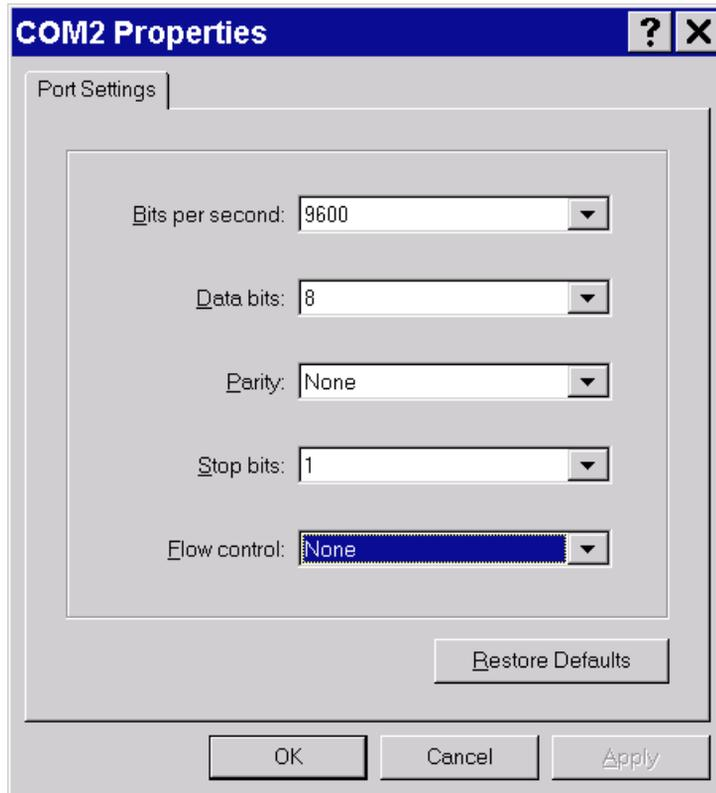 COM2 Properties
Port Settings
Bits per second: 9600
Data bits: 8
Parity: None
Stop bits: 1
Flow control: None
Restore Defaults
OK Cancel Apply